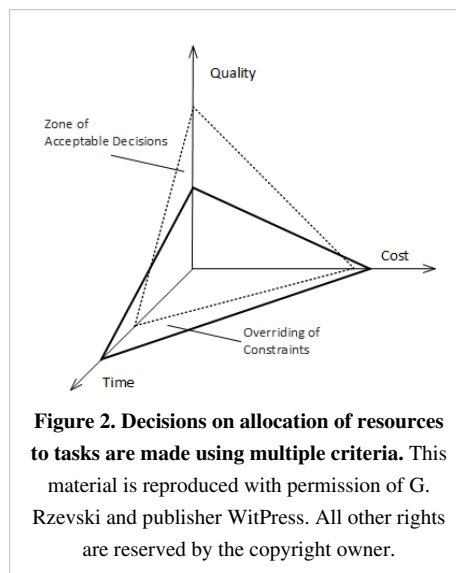 Quality
Zone of
Acceptable Decisions
Cost
Overriding of
Constraints
Time
Figure 2. Decisions on allocation of resources
to tasks are made using multiple criteria. This
material is reproduced with permission of G.
Rzevski and publisher WitPress. All other rights
are reserved by the copyright owner.